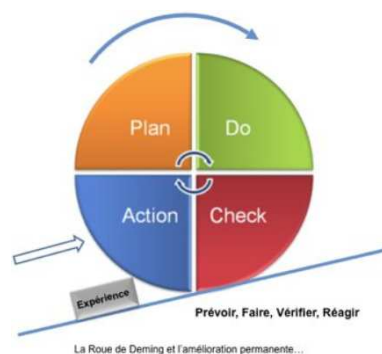 Plan
Do
Action
Check
Expérience
Prévoir, Faire, Vérifier, Réagir
La Roue de Deming et l'amélioration permanente...